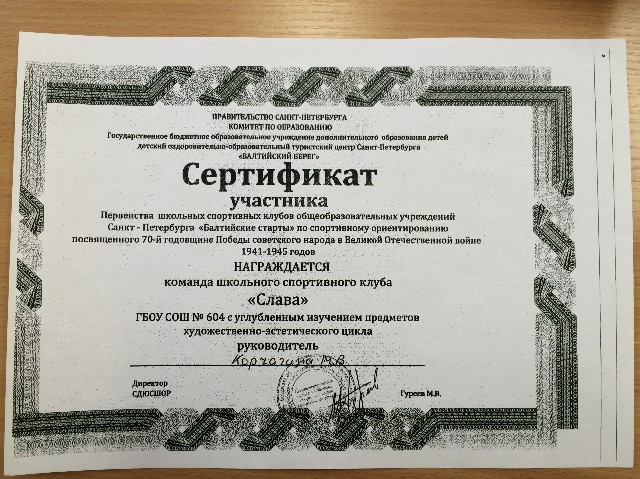 ПРАВИТЕЛЬСТВО САНКТ-ПЕТЕРБУРГА
КОМИТЕТ ПО ОБРАЗОВАНИЮ
Государственное бюджетное образовательное учреждение дополнительного образования детей
детский оздоровительно-образовательный туристский центр Санкт-Петербурга
«БАЛТИЙСКИЙ БЕРЕГ»
Сертификат
участника
Первенства школьных спортивных клубов общеобразовательных учреждений
Санкт - Петербурга «Балтийские старты» по спортивному ориентированию
посвященного 70-й годовщине Победы советского народа в Великой Отечественной войне
1941-1945 годов
НАГРАЖДАЕТСЯ
команда школьного спортивного клуба
«Слава»
ГБОУ СОШ № 604 с углубленным изучением предметов
художественно-эстетического цикла
руководитель
Корчагина М.В.
Директор
СДЮСШОР
Гуреев М.В.